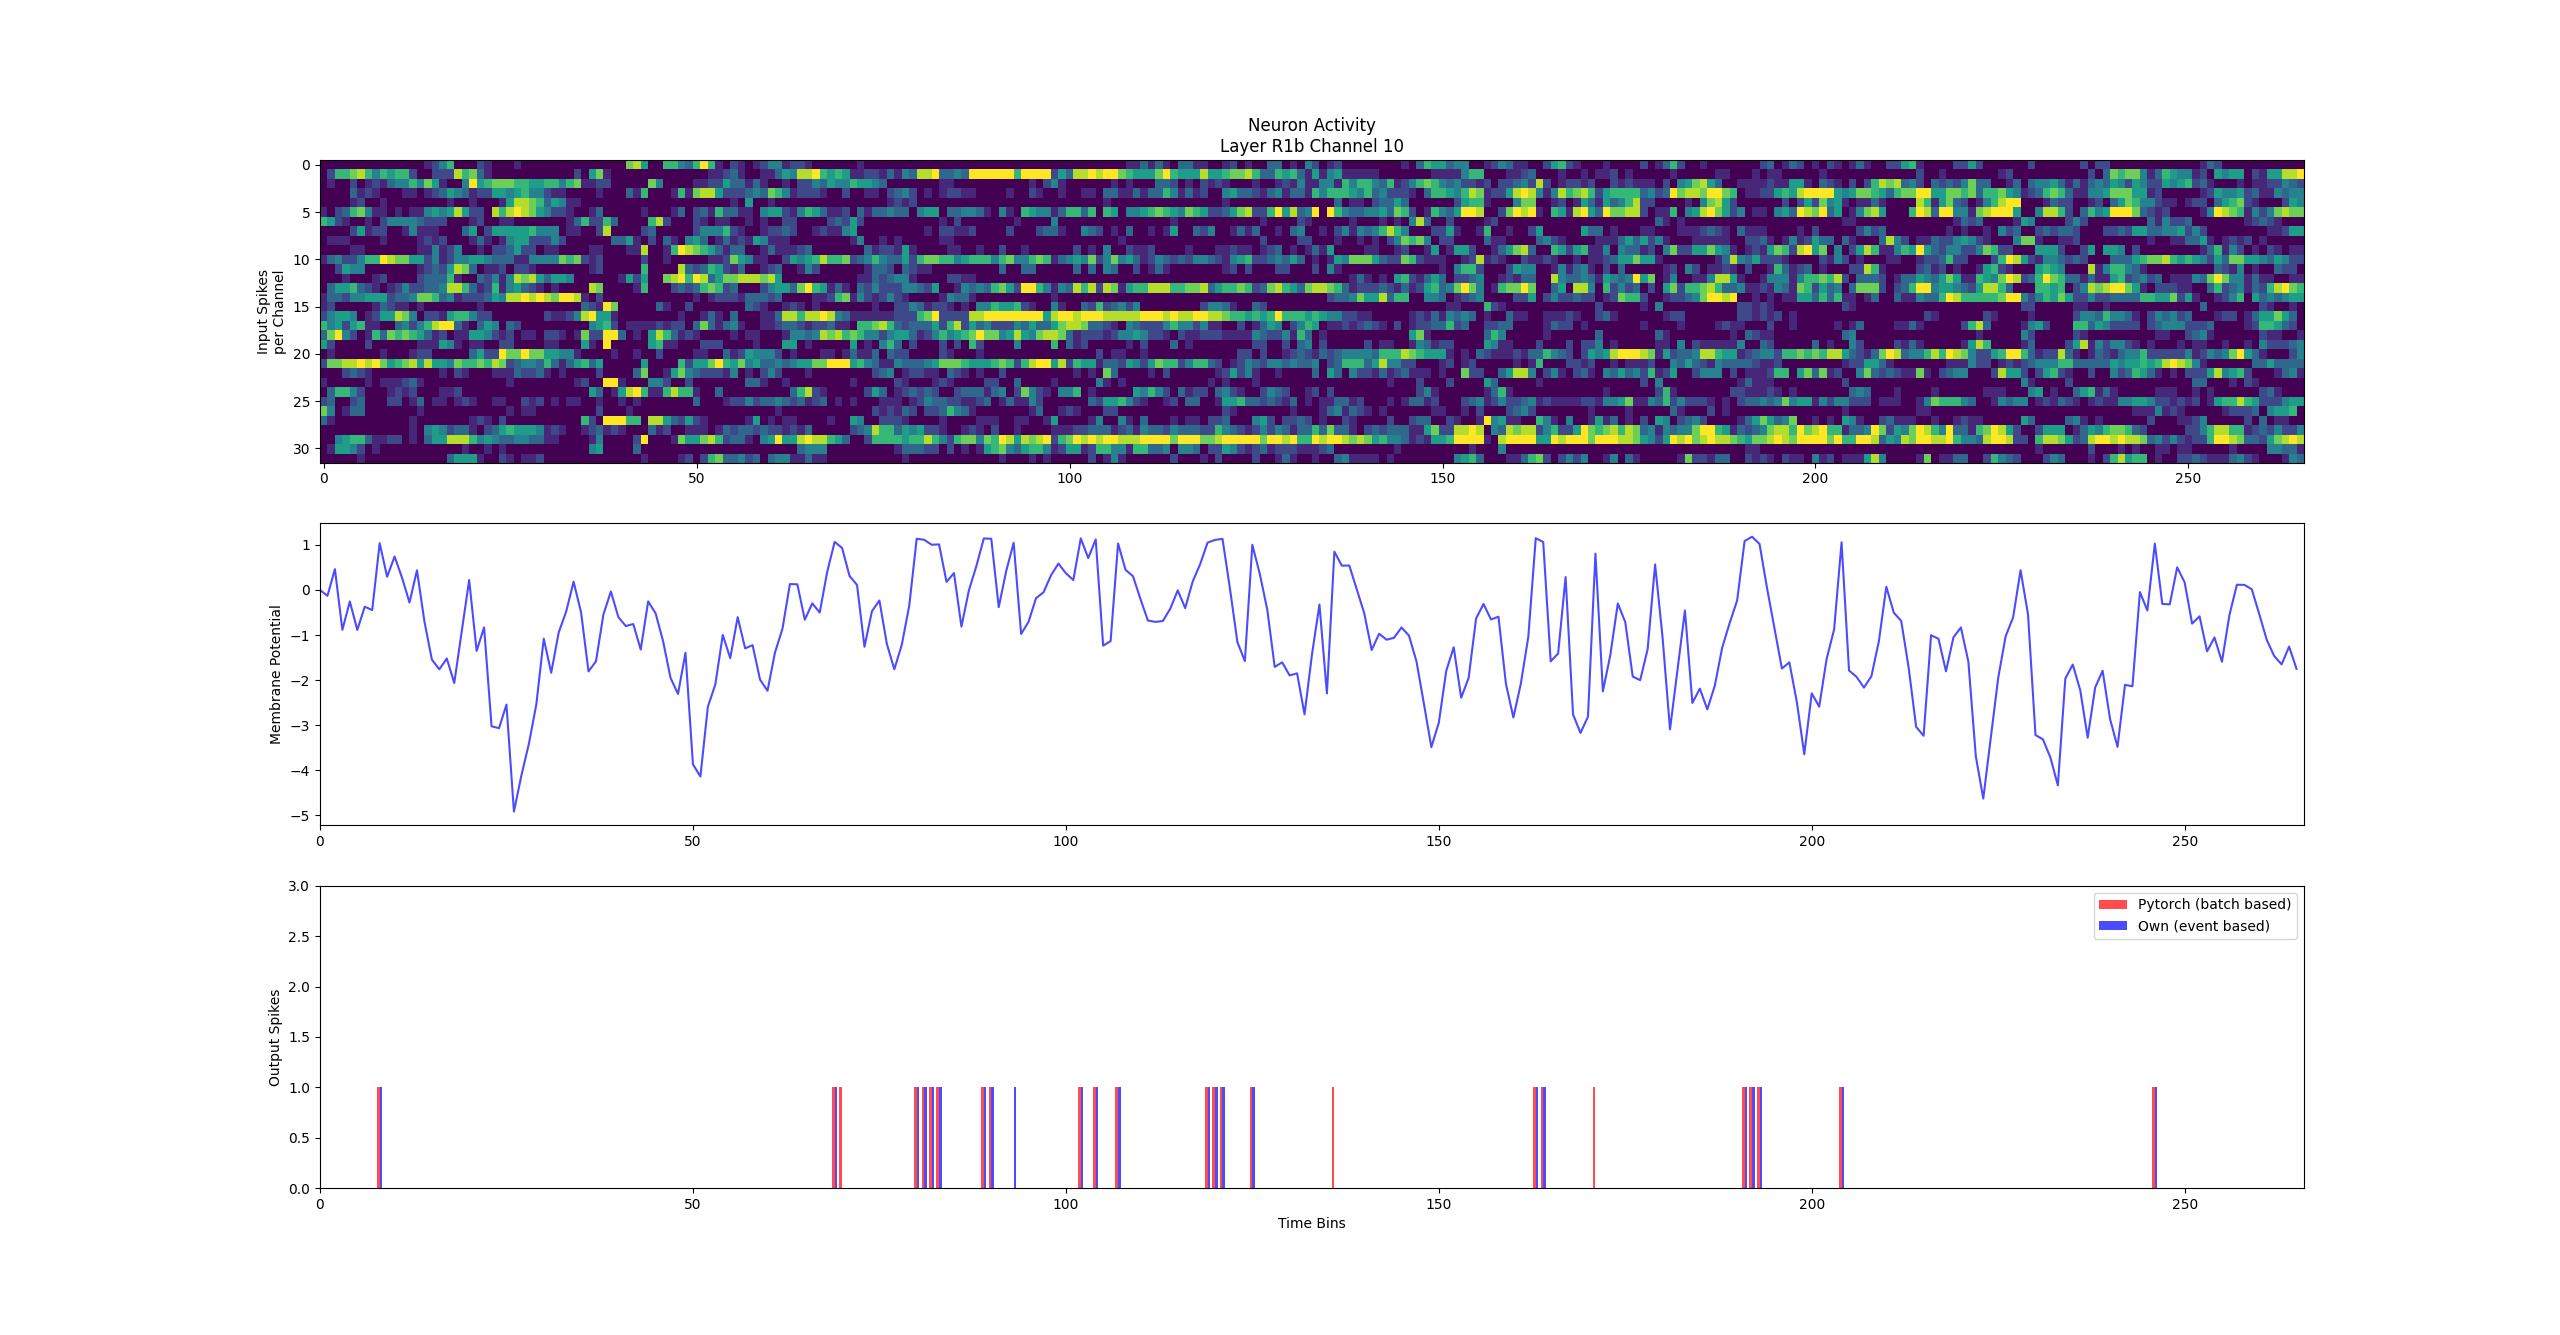 Neuron Activity
Layer R1b Channel 10
Input Spikes
per Channel
0
5
10
15
20
25
30
0 50 100 150 200 250
Membrane Potential
1
0
−1
−2
−3
−4
−5
0 50 100 150 200 250
Output Spikes
3.0
2.5
2.0
1.5
1.0
0.5
0.0
Pytorch (batch based)
Own (event based)
0 50 100 150 200 250
Time Bins